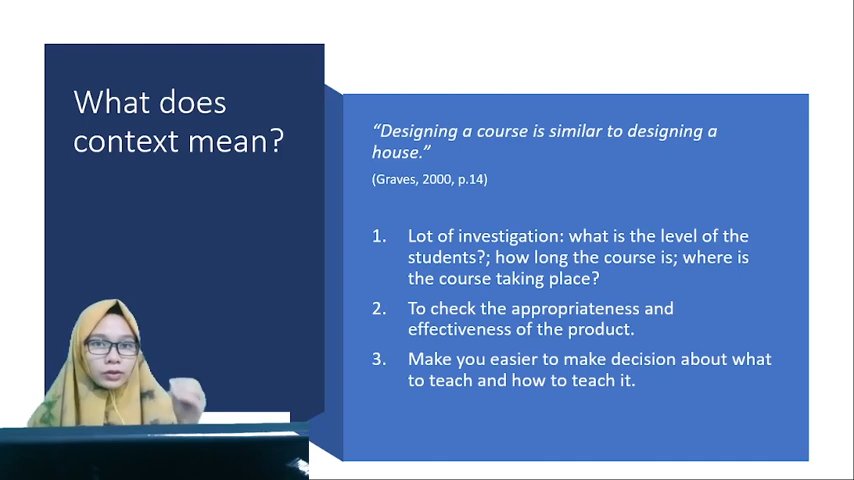 What does
context mean?
“Designing a course is similar to designing a
house.”
(Graves, 2000, p.14)
1. Lot of investigation: what is the level of the
students?; how long the course is; where is
the course taking place?
2. To check the appropriateness and
effectiveness of the product.
3. Make you easier to make decision about what
to teach and how to teach it.